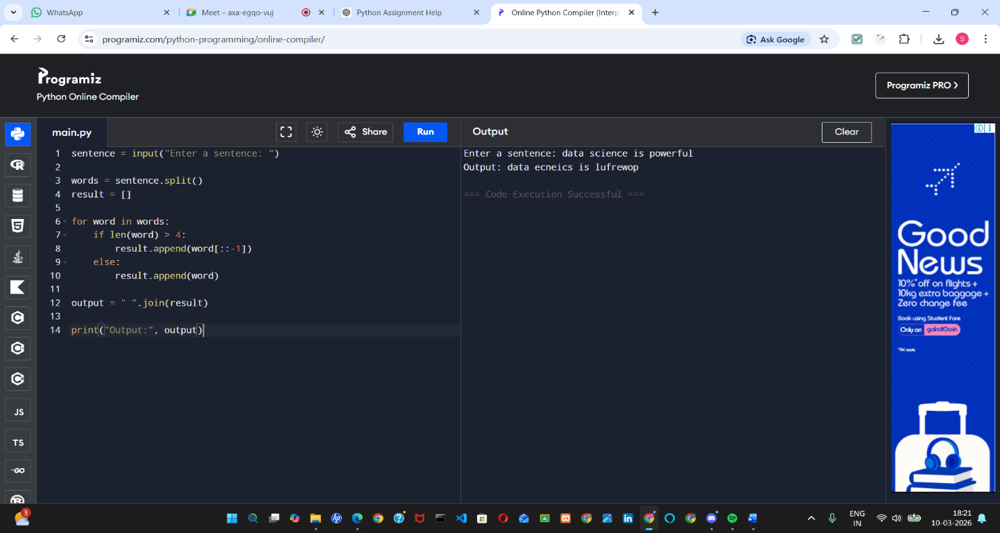 WhatsApp
Meet – axa-egqo-vuj
Python Assignment Help
Online Python Compiler (Interp
programiz.com/python-programming/online-compiler/
Ask Google
S
Programiz
Python Online Compiler
Programiz PRO
main.py
Share
Run
Output
Clear
1 sentence = input("Enter a sentence: ")
2
3 words = sentence.split()
4 result = []
5
6 for word in words:
7     if len(word) > 4:
8         result.append(word[::-1])
9     else:
10         result.append(word)
11
12 output = " ".join(result)
13
14 print("Output:", output)
Enter a sentence: data science is powerful
Output: data ecneics is lufrewop
=== Code Execution Successful ===
JS
TS
GO
Good
News
10%* off on flights +
10kg extra baggage +
Zero change fee
Book using Student Fare
Only on goIndiGo.in
*T&C apply.
3
ENG
IN
18:21
10-03-2026